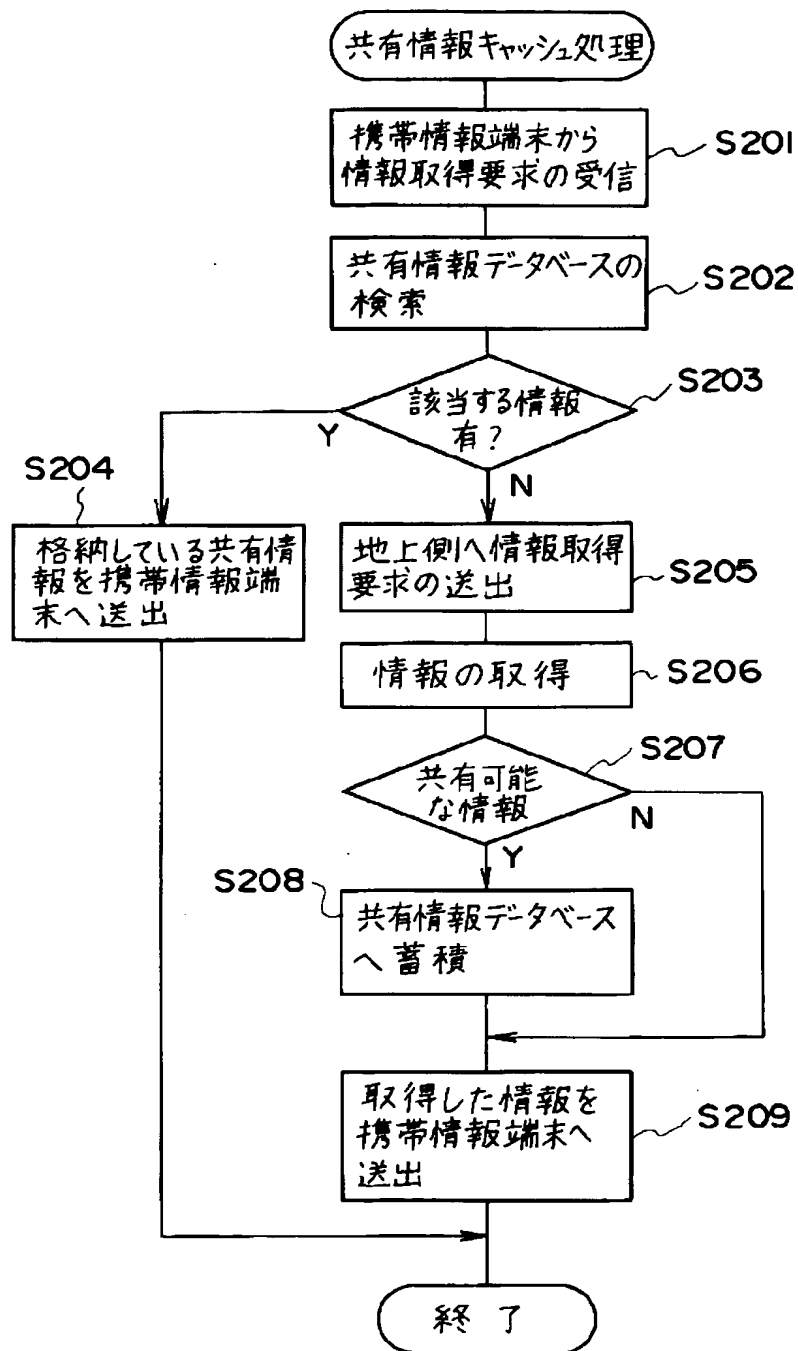 共有情報キャッシュ処理
携帯情報端末から
情報取得要求の受信
S201
共有情報データベースの
検索
S202
該当する情報
有?
S203
Y
N
S204
格納している共有情
報を携帯情報端
末へ送出
地上側へ情報取得
要求の送出
S205
情報の取得
S206
共有可能
な情報
S207
N
Y
S208
共有情報データベース
へ蓄積
取得した情報を
携帯情報端末へ
送出
S209
終了